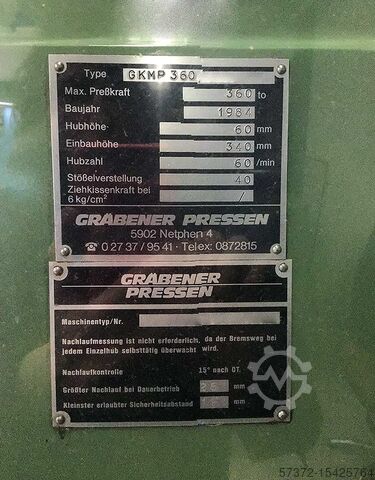 Type GKMP 360
Max. Preßkraft 360 to
Baujahr 1984
Hubhöhe 60 mm
Einbauhöhe 340 mm
Hubzahl 60 /min
Stößelverstellung 40
Ziehkissenkraft bei
6 kg/cm² /
GRÄBENER PRESSEN
5902 Netphen 4
☎ 0 27 37 / 95 41 · Telex: 0872815
GRÄBENER
PRESSEN
Maschinentyp/Nr.
Nachlaufmessung ist nicht erforderlich, da der Bremsweg bei
jedem Einzelhub selbsttätig überwacht wird.
Nachlaufkontrolle 15° nach OT.
Größter Nachlauf bei Dauerbetrieb mm
Kleinster erlaubter Sicherheitsabstand mm
57372-15425764